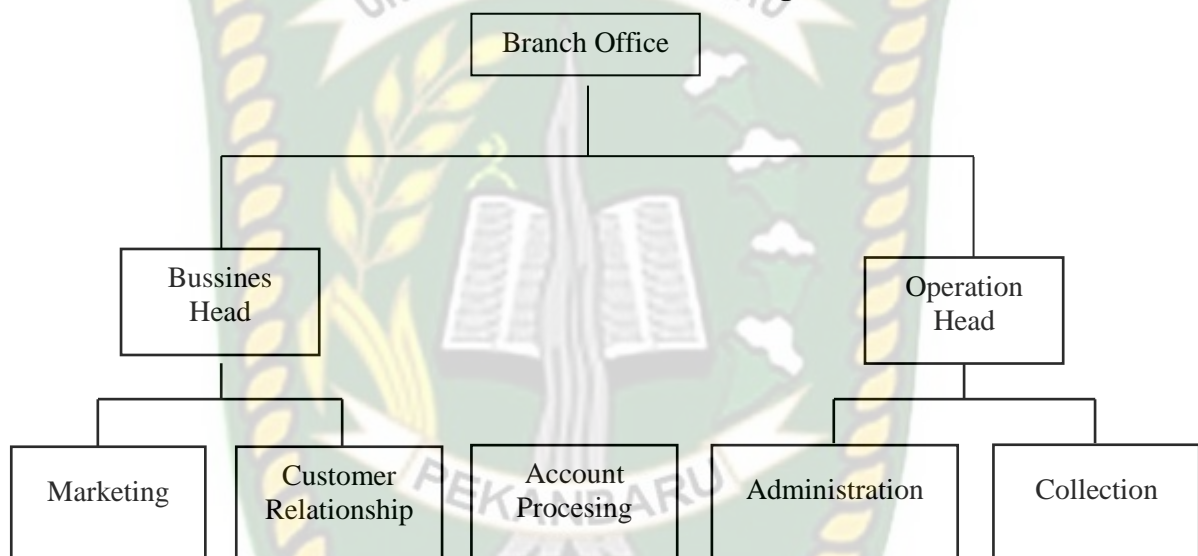 Branch Office
Bussines
Head
Operation
Head
Marketing
Customer
Relationship
Account
Procesing
Administration
Collection
PEKANBARU